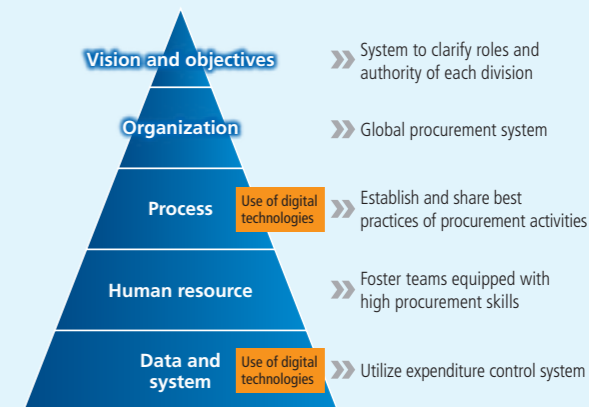 Vision and objectives
System to clarify roles and
authority of each division
Organization
Global procurement system
Process
Use of digital
technologies
Establish and share best
practices of procurement activities
Human resource
Foster teams equipped with
high procurement skills
Data and
system
Use of digital
technologies
Utilize expenditure control system